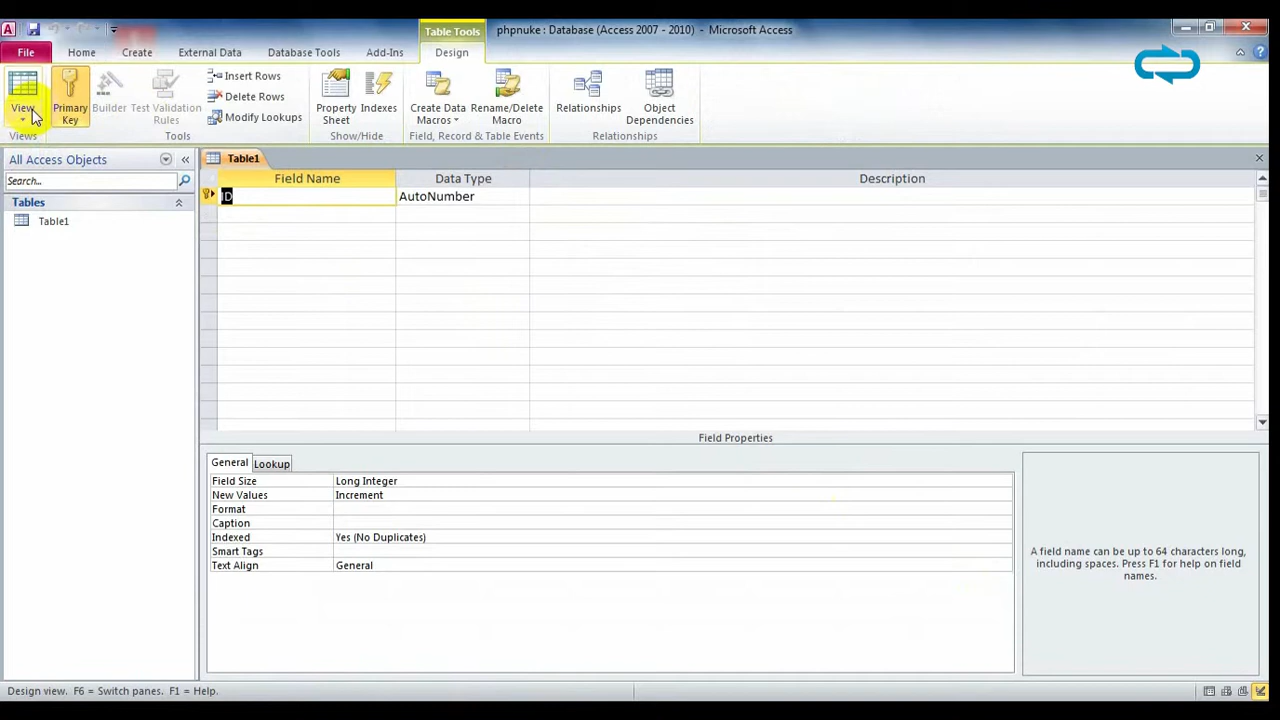 Table Tools
phpnuke : Database (Access 2007 - 2010) - Microsoft Access
File Home Create External Data Database Tools Add-Ins Design
View
Views
Primary Key
Builder
Test Validation Rules
Insert Rows
Delete Rows
Modify Lookups
Tools
Property Sheet
Indexes
Show/Hide
Create Data Macros
Rename/Delete Macro
Field, Record & Table Events
Relationships
Object Dependencies
Relationships
All Access Objects
Search...
Tables
Table1
Table1
Field Name Data Type Description
ID AutoNumber
Field Properties
General Lookup
Field Size Long Integer
New Values Increment
Format
Caption
Indexed Yes (No Duplicates)
Smart Tags
Text Align General
A field name can be up to 64 characters long,
including spaces. Press F1 for help on field
names.
Design view. F6 = Switch panes. F1 = Help.